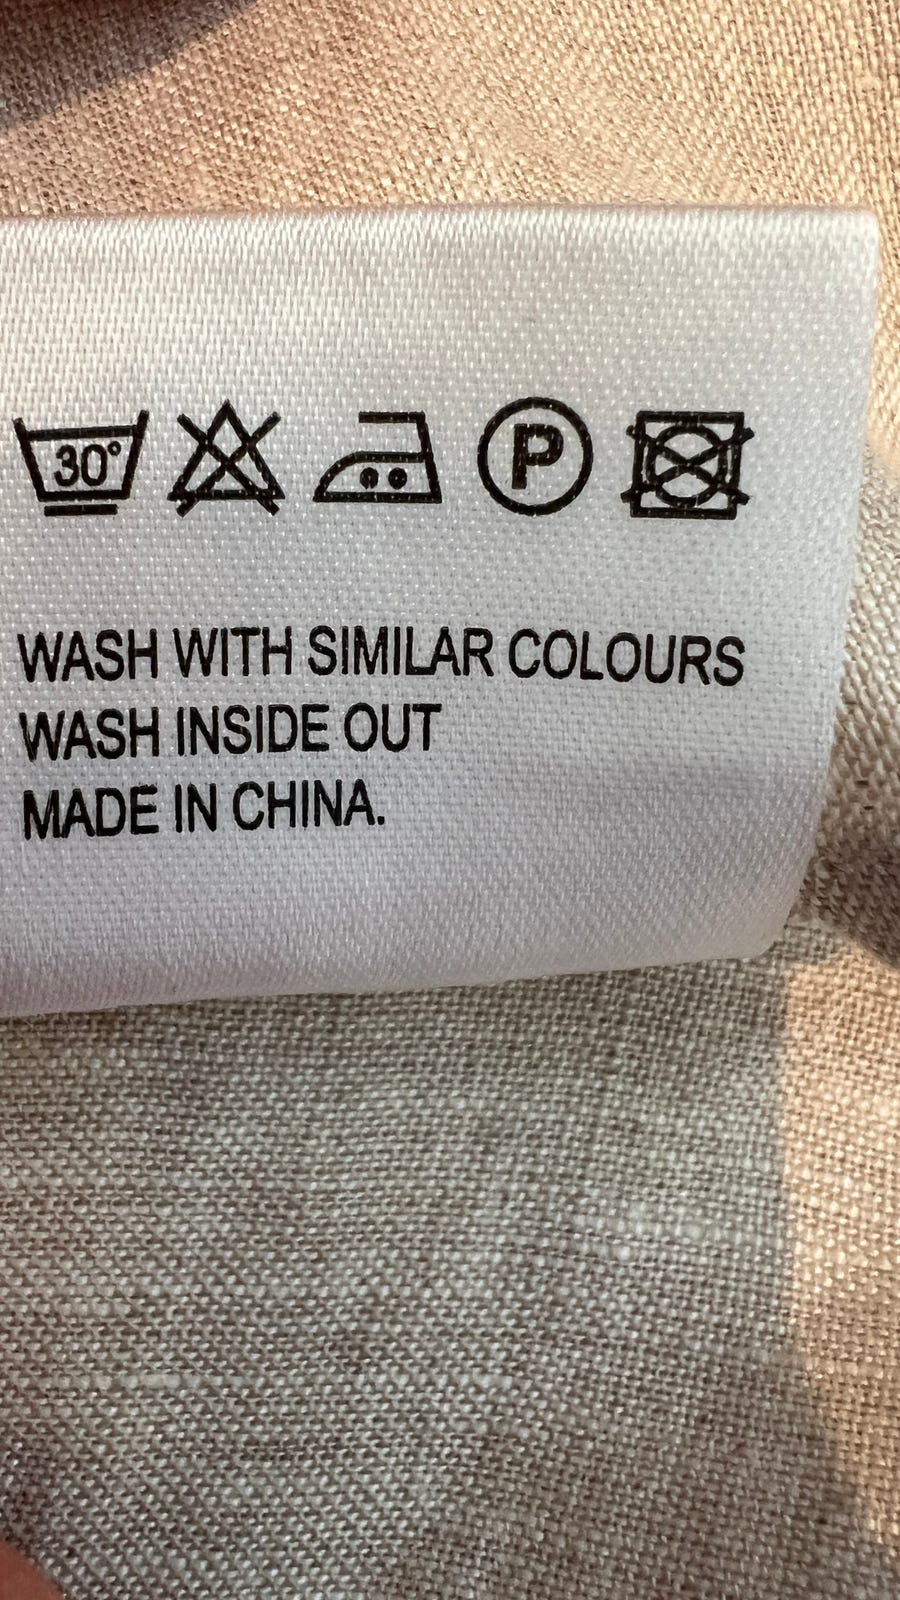 30° P
WASH WITH SIMILAR COLOURS
WASH INSIDE OUT
MADE IN CHINA.